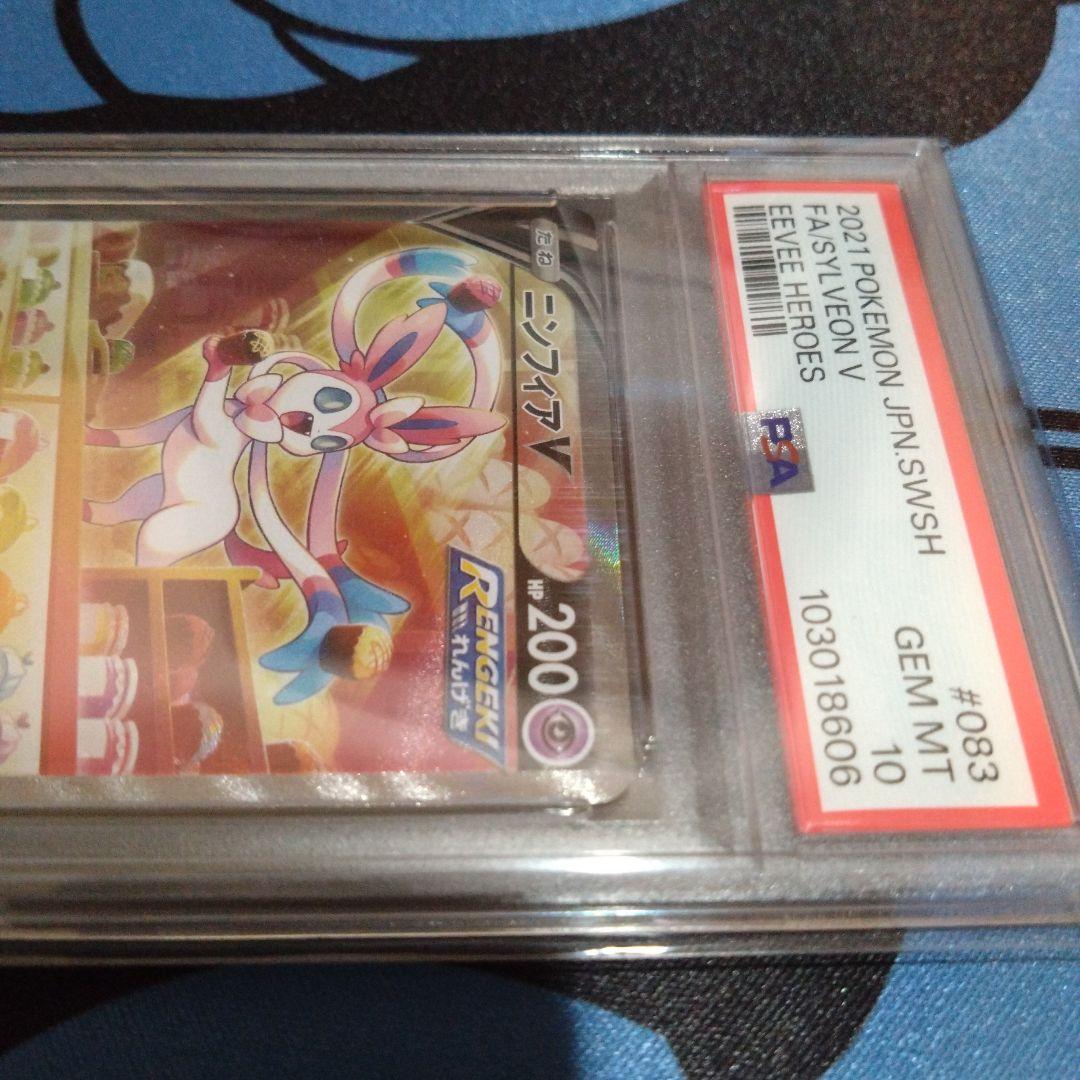 2021 POKEMON JPN.SWSH #083
FA/SYLVEON V GEM MT
EEVEE HEROES 10
103018606
PSA
たね
ニンフィアV
HP 200
RENGEKI
れんげき